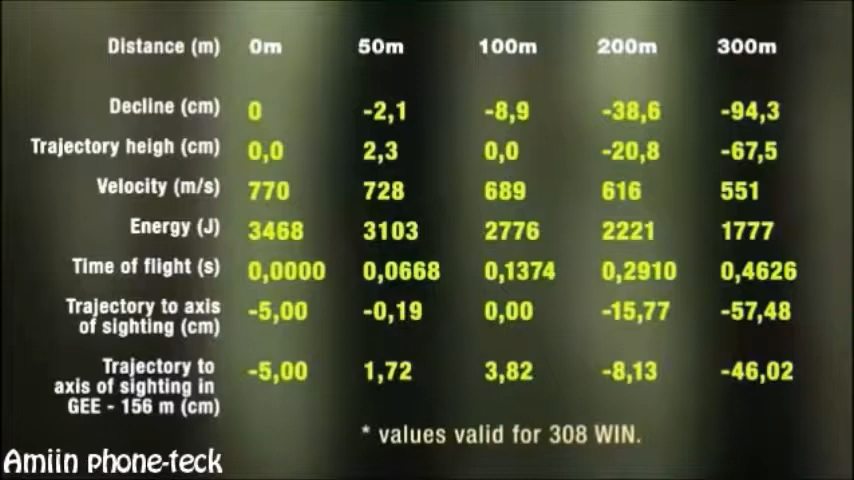 Distance (m) 0m 50m 100m 200m 300m
Decline (cm) 0 -2,1 -8,9 -38,6 -94,3
Trajectory heigh (cm) 0,0 2,3 0,0 -20,8 -67,5
Velocity (m/s) 770 728 689 616 551
Energy (J) 3468 3103 2776 2221 1777
Time of flight (s) 0,0000 0,0668 0,1374 0,2910 0,4626
Trajectory to axis
of sighting (cm) -5,00 -0,19 0,00 -15,77 -57,48
Trajectory to
axis of sighting in
GEE - 156 m (cm) -5,00 1,72 3,82 -8,13 -46,02
* values valid for 308 WIN.
Amiin phone-teck